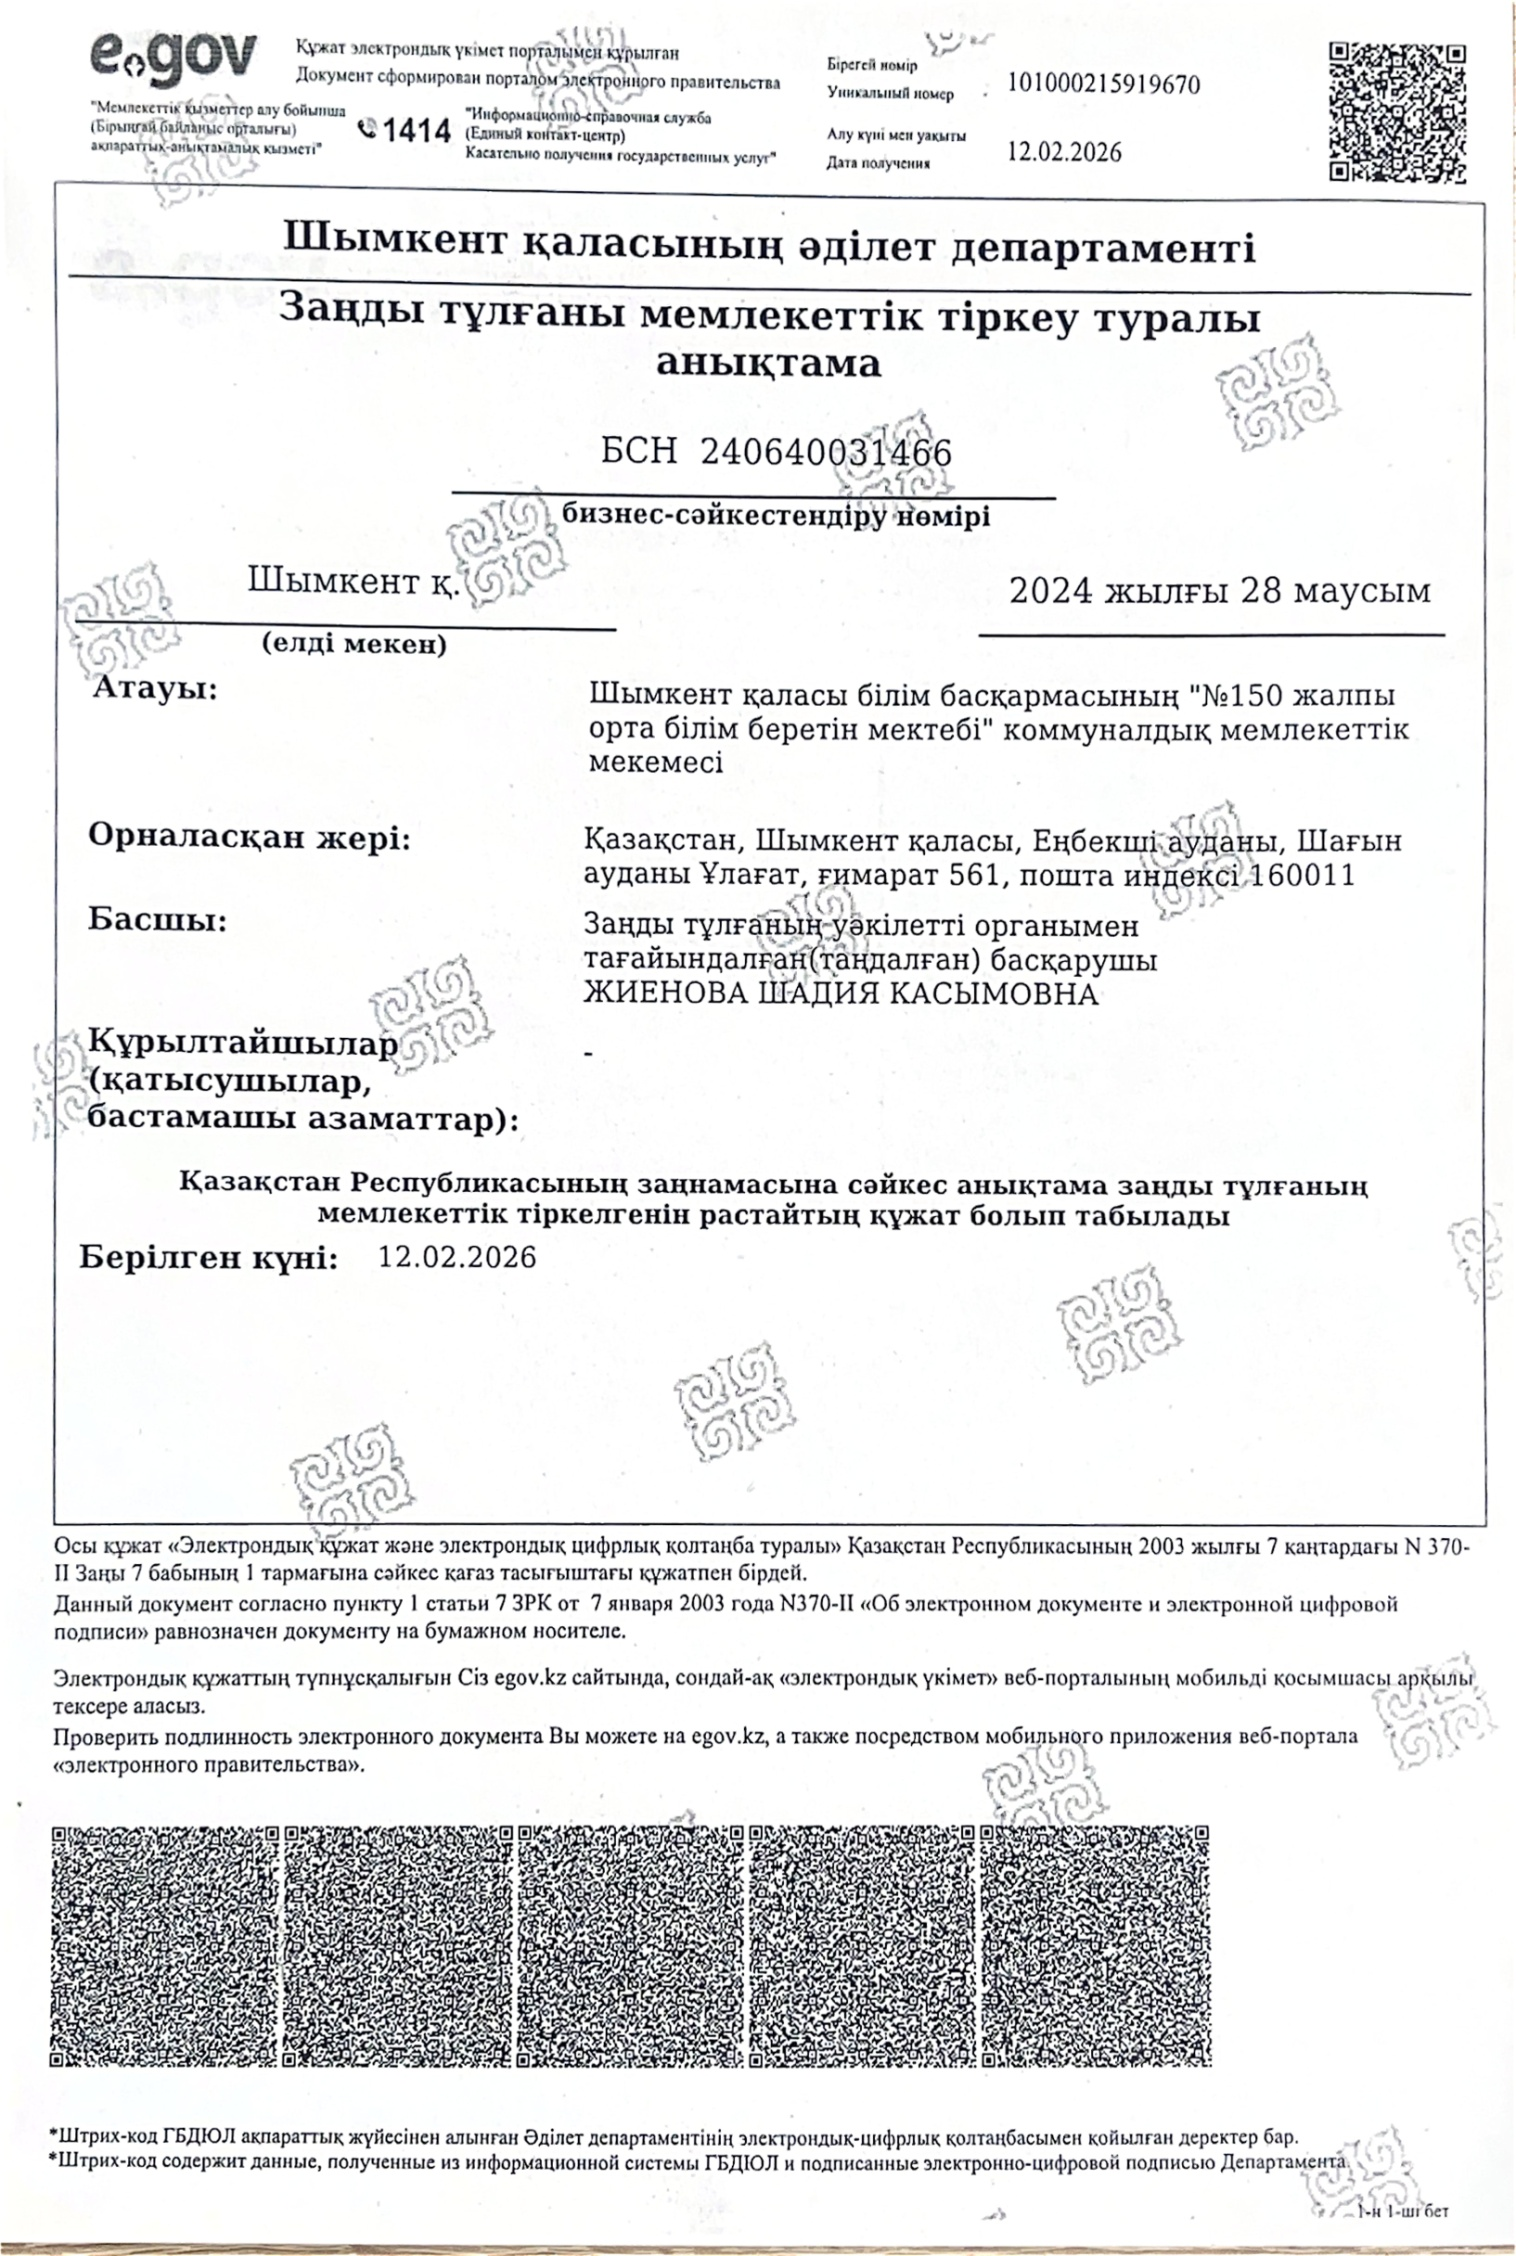 e.gov
Құжат электрондық үкімет порталымен құрылған
Документ сформирован порталом электронного правительства
"Мемлекеттік қызметтер алу бойынша
(Бірыңғай байланыс орталығы)
ақпараттық-анықтамалық қызметі"
1414
"Информационно-справочная служба
(Единый контакт-центр)
Касательно получения государственных услуг"
Бірегей нөмір
Уникальный номер
101000215919670
Алу күні мен уақыты
Дата получения
12.02.2026
Шымкент қаласының әділет департаменті
Заңды тұлғаны мемлекеттік тіркеу туралы
анықтама
БСН 240640031466
бизнес-сәйкестендіру нөмірі
Шымкент қ.
2024 жылғы 28 маусым
(елді мекен)
Атауы:
Шымкент қаласы білім басқармасының "№150 жалпы
орта білім беретін мектебі" коммуналдық мемлекеттік
мекемесі
Орналасқан жері:
Қазақстан, Шымкент қаласы, Еңбекші ауданы, Шағын
ауданы Ұлағат, ғимарат 561, пошта индексі 160011
Басшы:
Заңды тұлғаның уәкілетті органымен
тағайындалған(таңдалған) басқарушы
ЖИЕНОВА ШАДИЯ КАСЫМОВНА
Құрылтайшылар
(қатысушылар,
бастамашы азаматтар):
-
Қазақстан Республикасының заңнамасына сәйкес анықтама заңды тұлғаның
мемлекеттік тіркелгенін растайтың құжат болып табылады
Берілген күні: 12.02.2026
Осы құжат «Электрондық құжат және электрондық цифрлық қолтаңба туралы» Қазақстан Республикасының 2003 жылғы 7 қаңтардағы N 370-
II Заңы 7 бабының 1 тармағына сәйкес қағаз тасығыштағы құжатпен бірдей.
Данный документ согласно пункту 1 статьи 7 ЗРК от 7 января 2003 года N370-II «Об электронном документе и электронной цифровой
подписи» равнозначен документу на бумажном носителе.
Электрондық құжаттың түпнұсқалығын Сіз egov.kz сайтында, сондай-ақ «электрондық үкімет» веб-порталының мобильді қосымшасы арқылы
тексере аласыз.
Проверить подлинность электронного документа Вы можете на egov.kz, а также посредством мобильного приложения веб-портала
«электронного правительства».
*Штрих-код ГБДЮЛ ақпараттық жүйесінен алынған Әділет департаментінің электрондық-цифрлық қолтаңбасымен қойылған деректер бар.
*Штрих-код содержит данные, полученные из информационной системы ГБДЮЛ и подписанные электронно-цифровой подписью Департамента.
1-н 1-ші бет